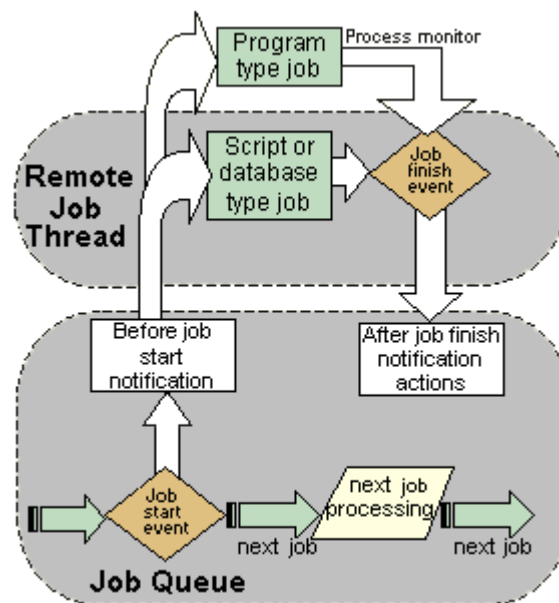 Program
type job
Process monitor
Remote
Job
Thread
Script or
database
type job
Job
finish
event
Before job
start
notification
After job finish
notification
actions
Job
start
event
next job
next job
processing
next job
Job Queue